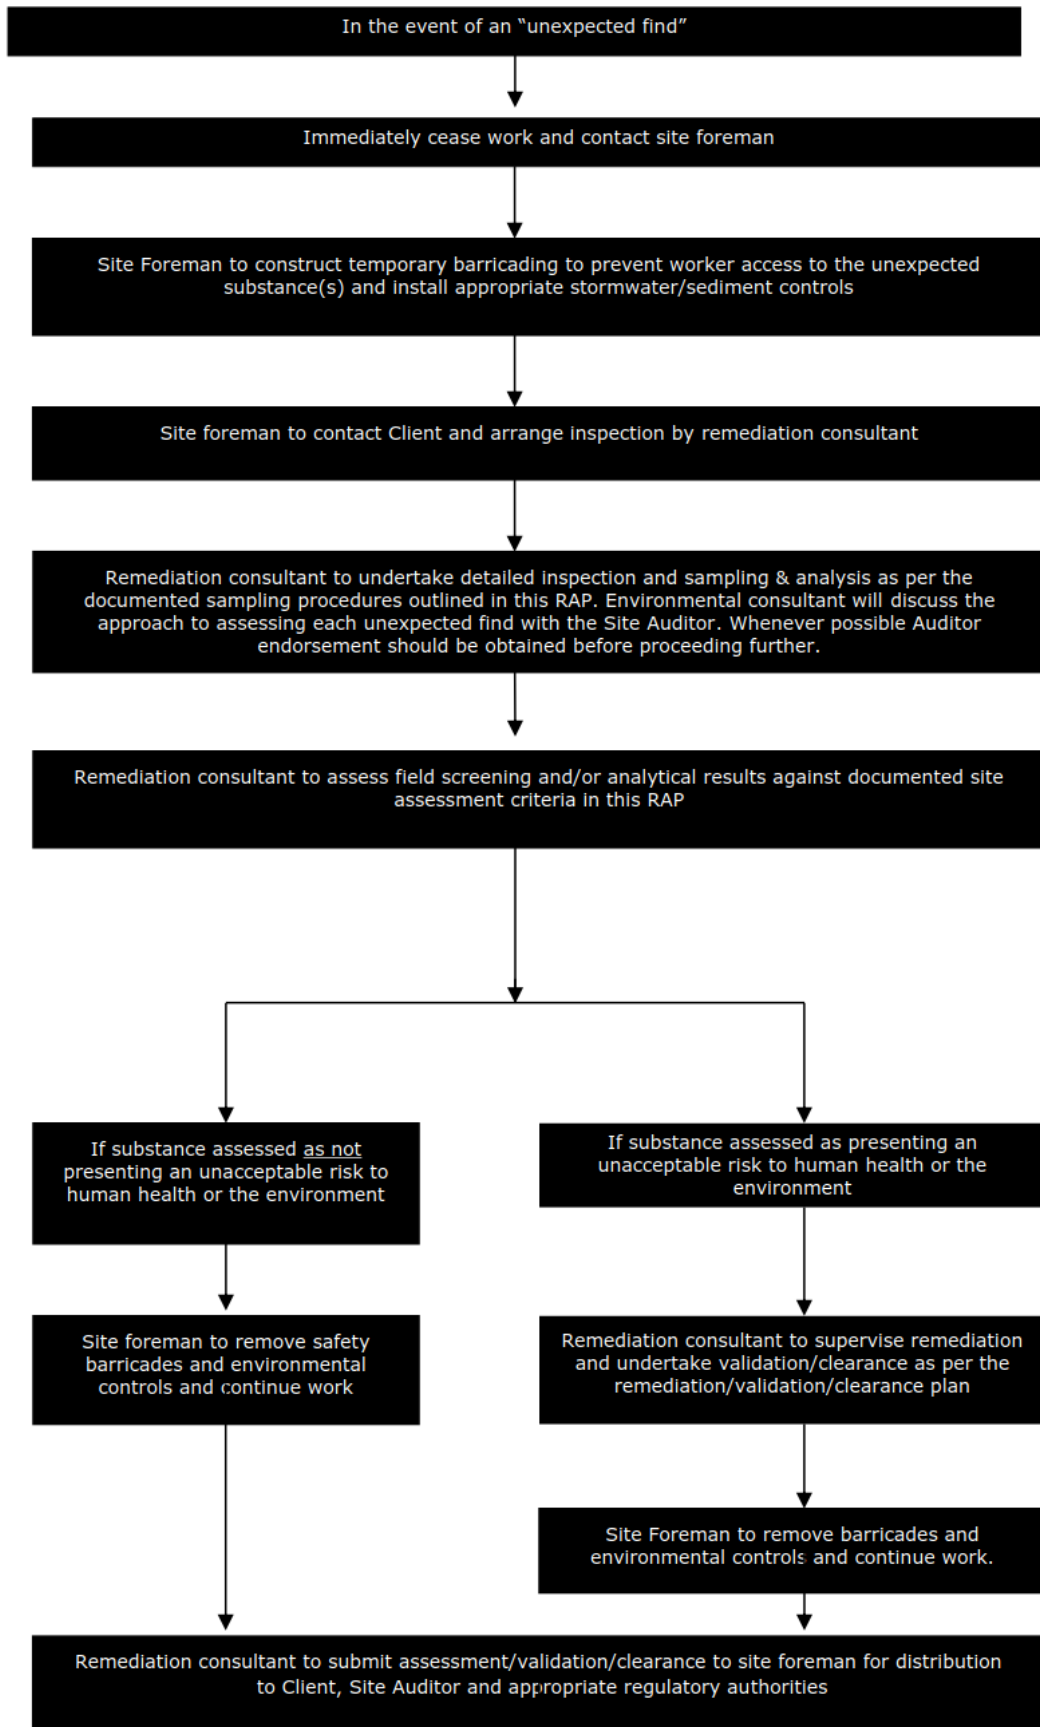 In the event of an “unexpected find”
Immediately cease work and contact site foreman
Site Foreman to construct temporary barricading to prevent worker access to the unexpected
substance(s) and install appropriate stormwater/sediment controls
Site foreman to contact Client and arrange inspection by remediation consultant
Remediation consultant to undertake detailed inspection and sampling & analysis as per the
documented sampling procedures outlined in this RAP. Environmental consultant will discuss the
approach to assessing each unexpected find with the Site Auditor. Whenever possible Auditor
endorsement should be obtained before proceeding further.
Remediation consultant to assess field screening and/or analytical results against documented site
assessment criteria in this RAP
If substance assessed as not
presenting an unacceptable risk to
human health or the environment
If substance assessed as presenting an
unacceptable risk to human health or the
environment
Site foreman to remove safety
barricades and environmental
controls and continue work
Remediation consultant to supervise remediation
and undertake validation/clearance as per the
remediation/validation/clearance plan
Site Foreman to remove barricades and
environmental controls and continue work.
Remediation consultant to submit assessment/validation/clearance to site foreman for distribution
to Client, Site Auditor and appropriate regulatory authorities